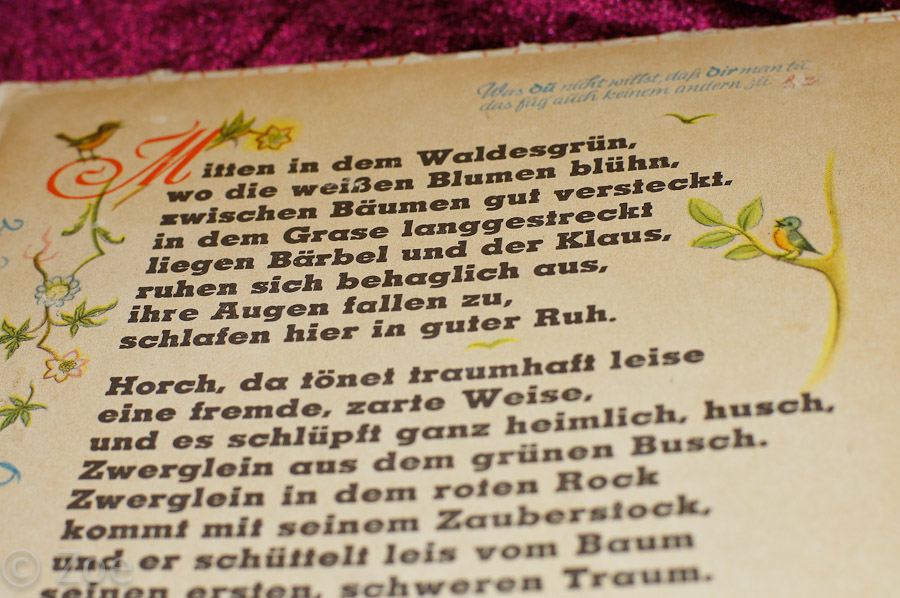 Was du nicht willst, daß dir man tu
das füg auch keinem andern zu
Mitten in dem Waldesgrün,
wo die weißen Blumen blühn,
zwischen Bäumen gut versteckt,
in dem Grase langgestreckt
liegen Bärbel und der Klaus,
ruhen sich behaglich aus,
ihre Augen fallen zu,
schlafen hier in guter Ruh.
Horch, da tönet traumhaft leise
eine fremde, zarte Weise,
und es schlüpft ganz heimlich, husch,
Zwerglein aus dem grünen Busch.
Zwerglein in dem roten Rock
kommt mit seinem Zauberstock,
und er schüttelt leis vom Baum
seinen ersten, schweren Traum.
© Zoe